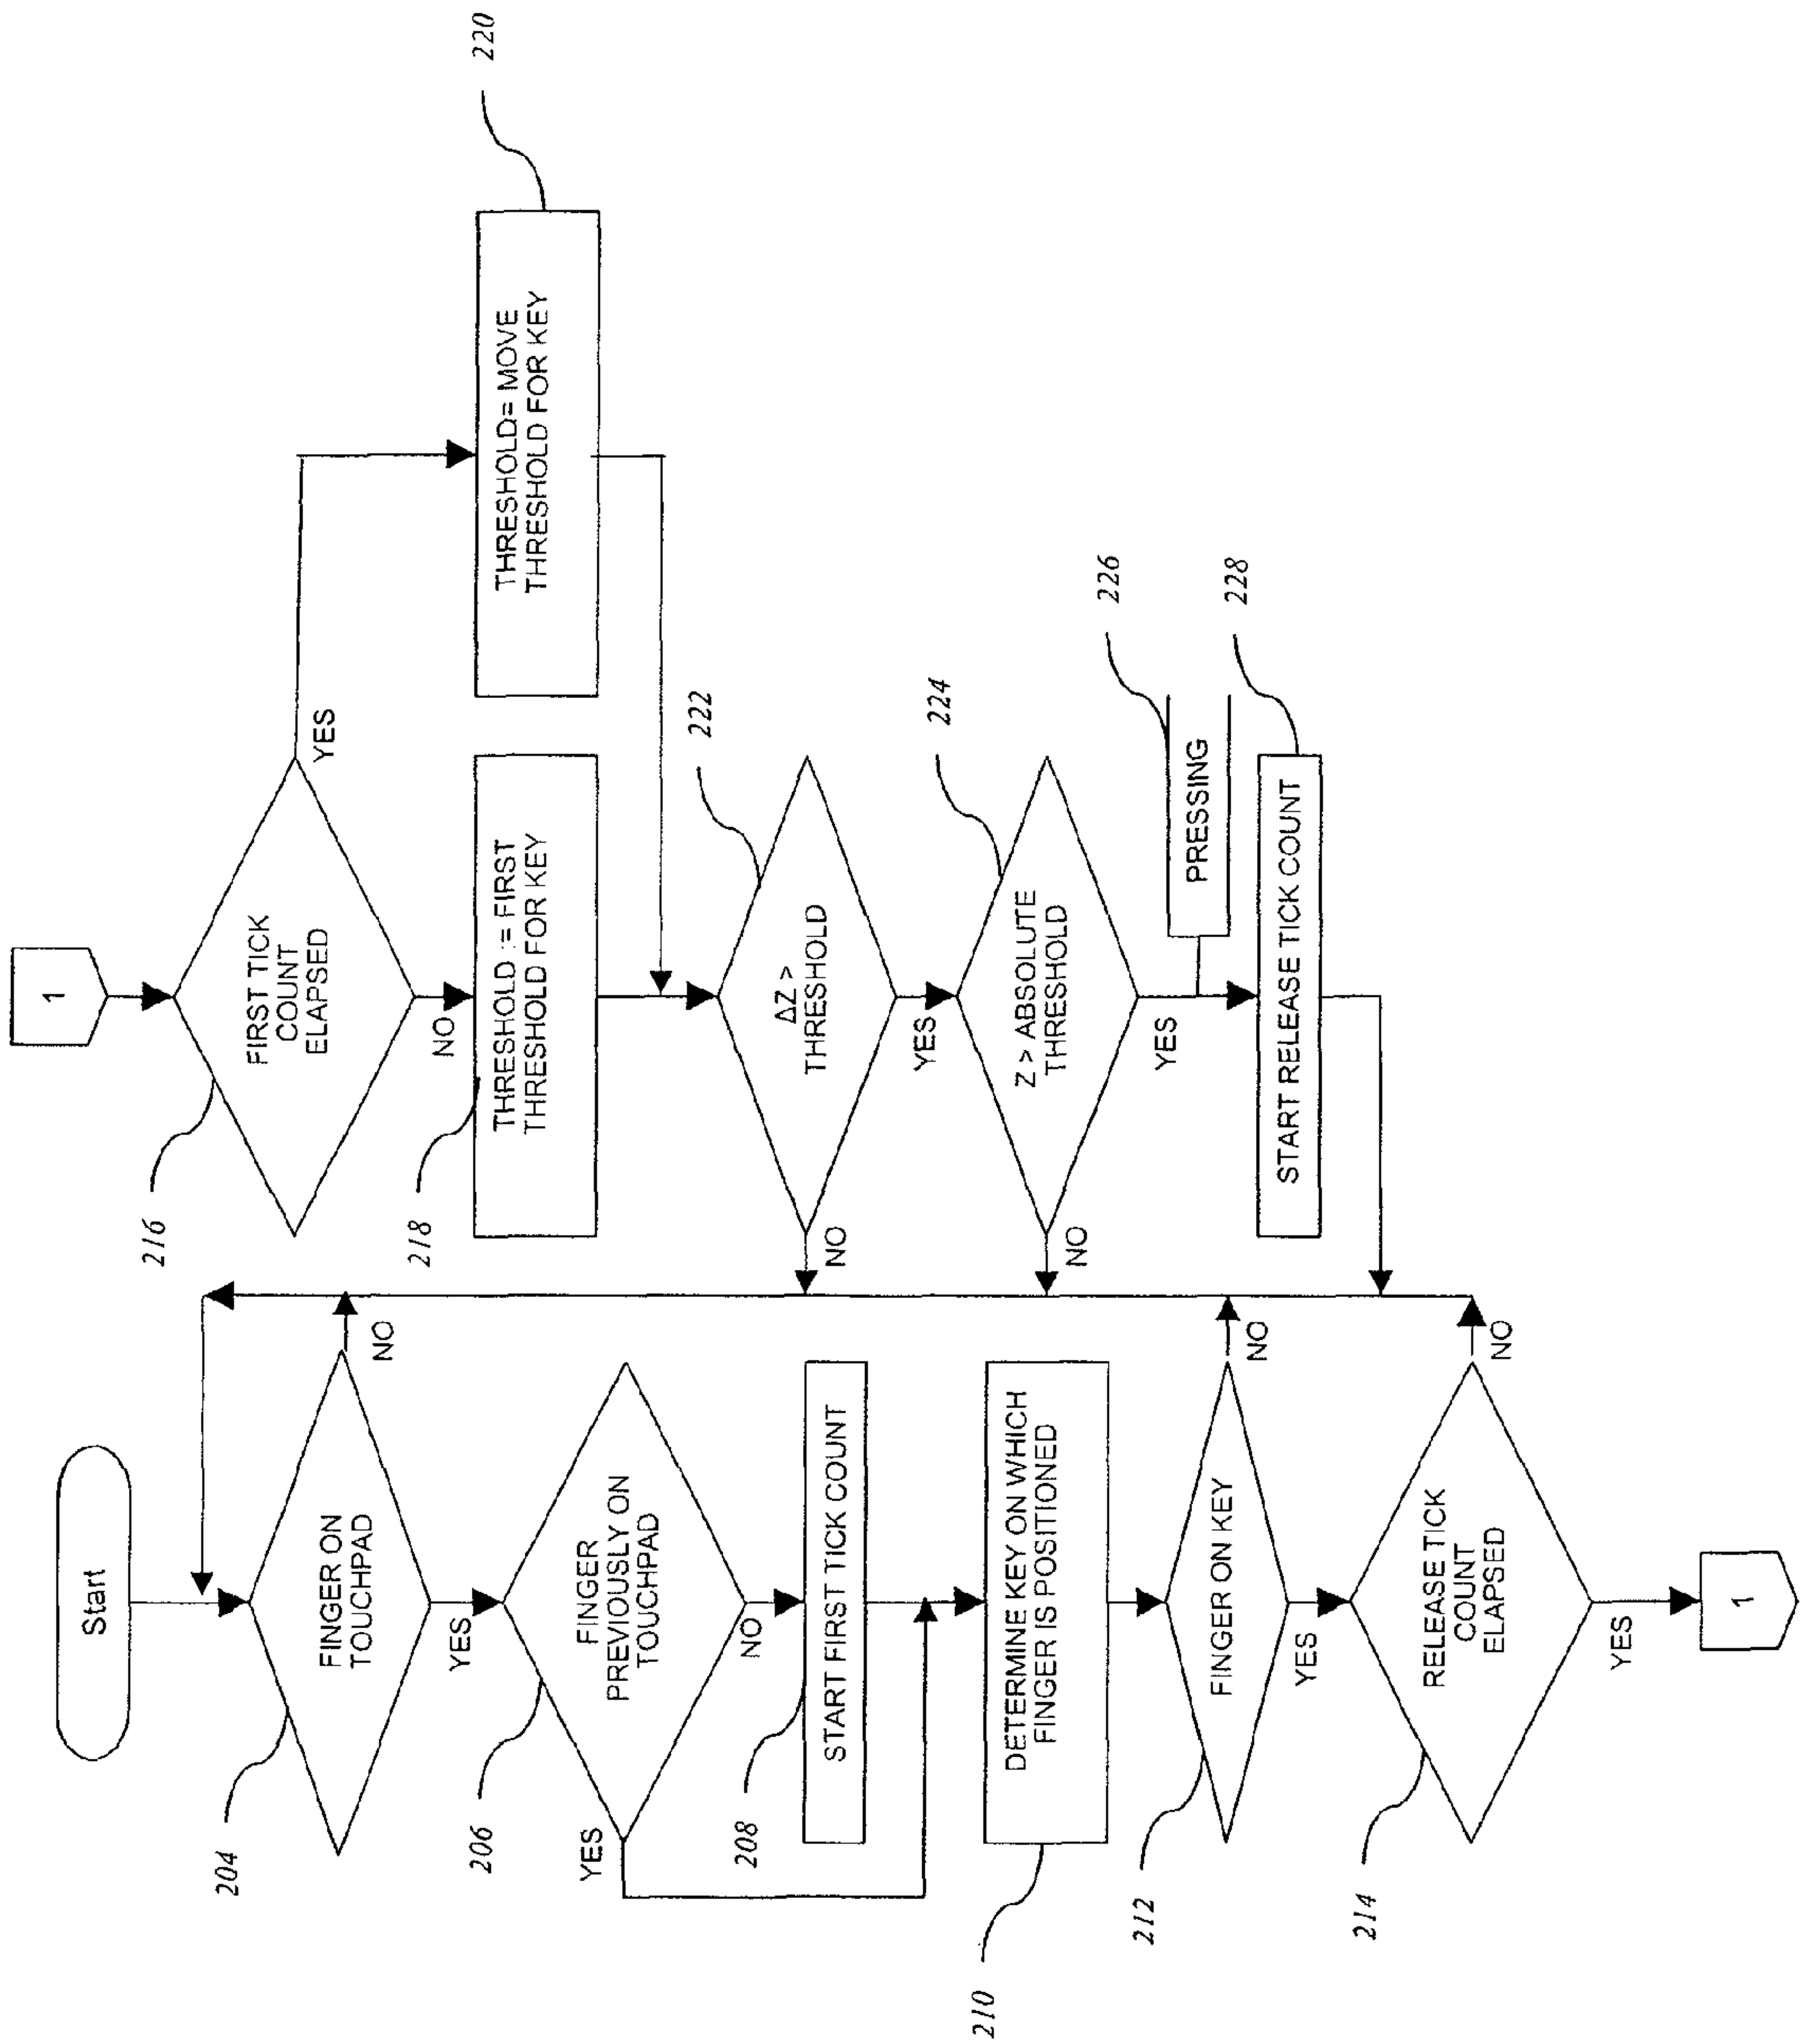 Start
204
FINGER ON
TOUCHPAD
NO
YES
206
FINGER
PREVIOUSLY ON
TOUCHPAD
YES
NO
208
START FIRST TICK COUNT
210
DETERMINE KEY ON WHICH
FINGER IS POSITIONED
212
FINGER ON KEY
NO
YES
214
RELEASE TICK
COUNT
ELAPSED
NO
YES
1
1
216
FIRST TICK
COUNT
ELAPSED
YES
NO
218
THRESHOLD := FIRST
THRESHOLD FOR KEY
220
THRESHOLD:= MOVE
THRESHOLD FOR KEY
222
ΔZ >
THRESHOLD
NO
YES
224
Z > ABSOLUTE
THRESHOLD
NO
YES
226
PRESSING
228
START RELEASE TICK COUNT